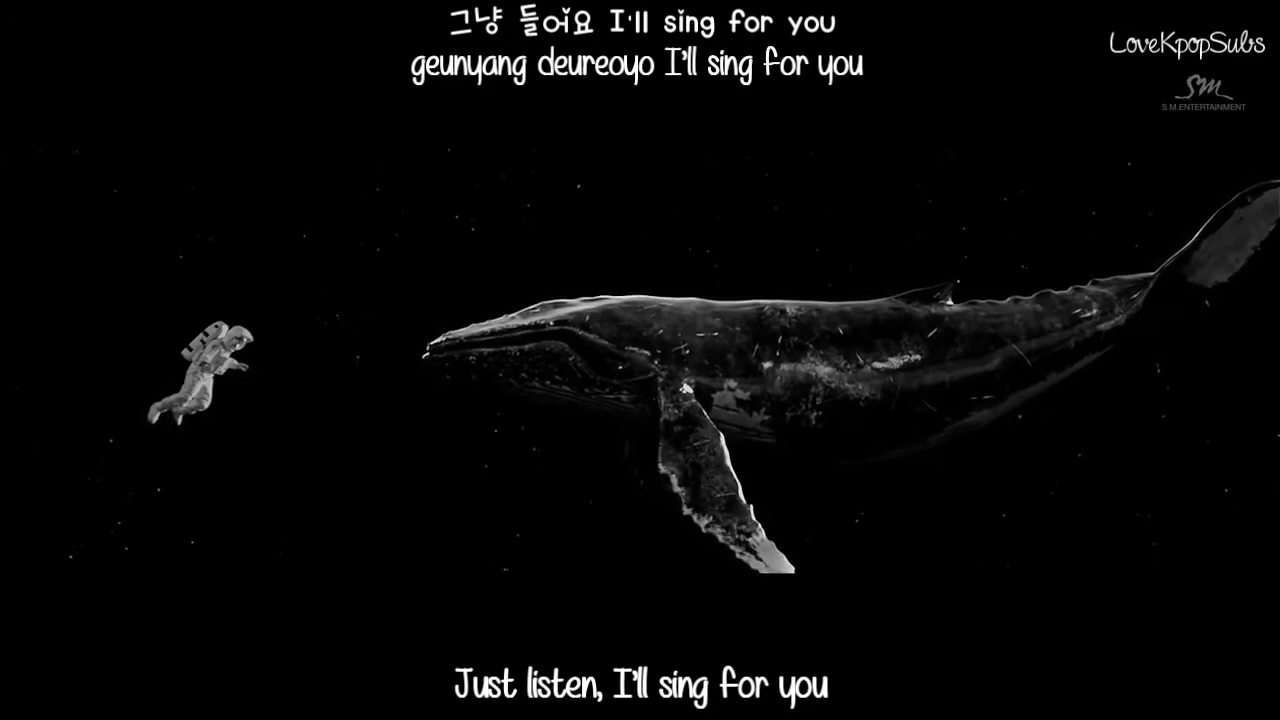 그냥 들어요 I'll sing for you
geunyang deureoyo I'll sing for you
LoveKpopSubs
SM
S.M.ENTERTAINMENT
Just listen, I'll sing for you